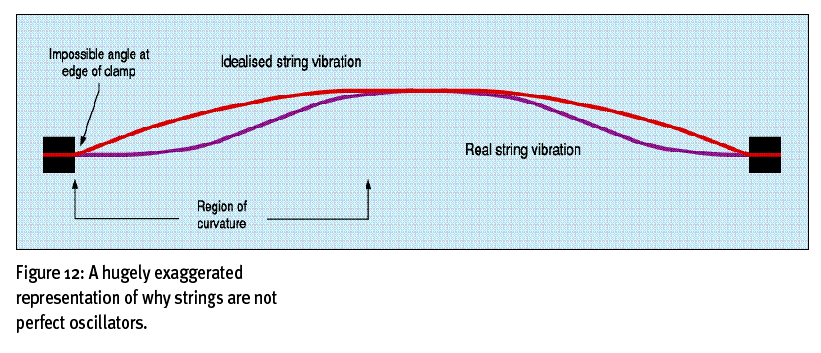 Impossible angle at
edge of clamp
Idealised string vibration
Real string vibration
Region of
curvature
Figure 12: A hugely exaggerated
representation of why strings are not
perfect oscillators.